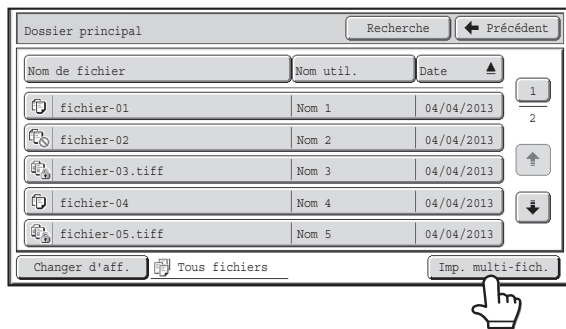 Dossier principal Recherche Précédent
Nom de fichier Nom util. Date
1
fichier-01 Nom 1 04/04/2013
2
fichier-02 Nom 2 04/04/2013
fichier-03.tiff Nom 3 04/04/2013
fichier-04 Nom 4 04/04/2013
fichier-05.tiff Nom 5 04/04/2013
Changer d'aff. Tous fichiers Imp. multi-fich.